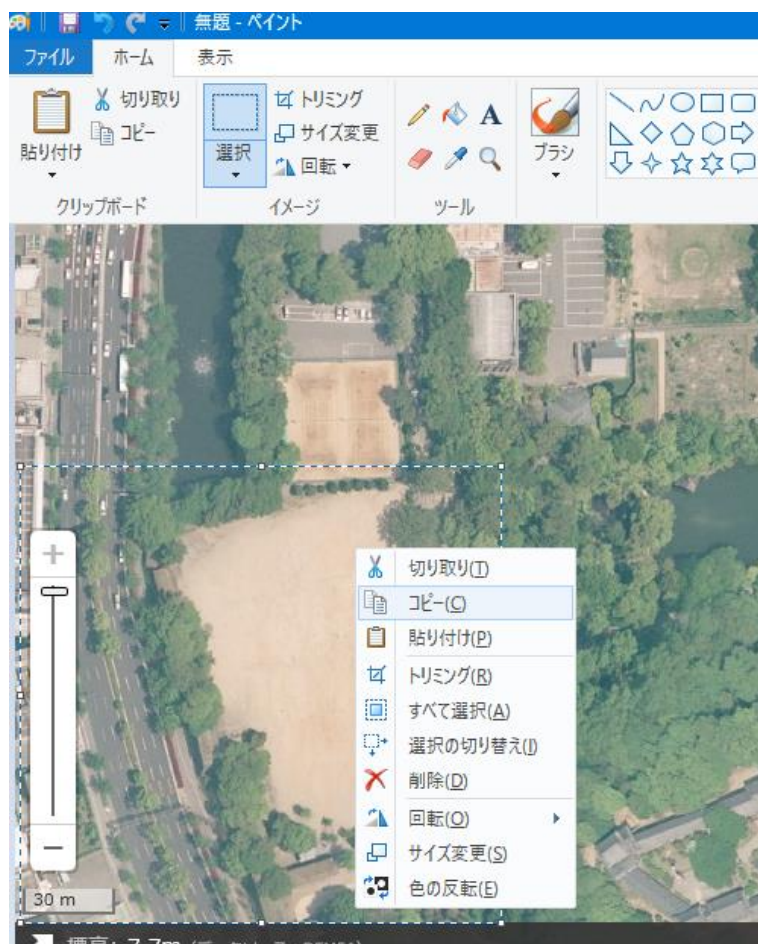 無題 - ペイント
ファイル ホーム 表示
貼り付け
切り取り
コピー
クリップボード
選択
トリミング
サイズ変更
回転
イメージ
A
ツール
ブラシ
切り取り(T)
コピー(C)
貼り付け(P)
トリミング(R)
すべて選択(A)
選択の切り替え(I)
削除(D)
回転(O)
サイズ変更(S)
色の反転(E)
30 m
標高: 7.7m